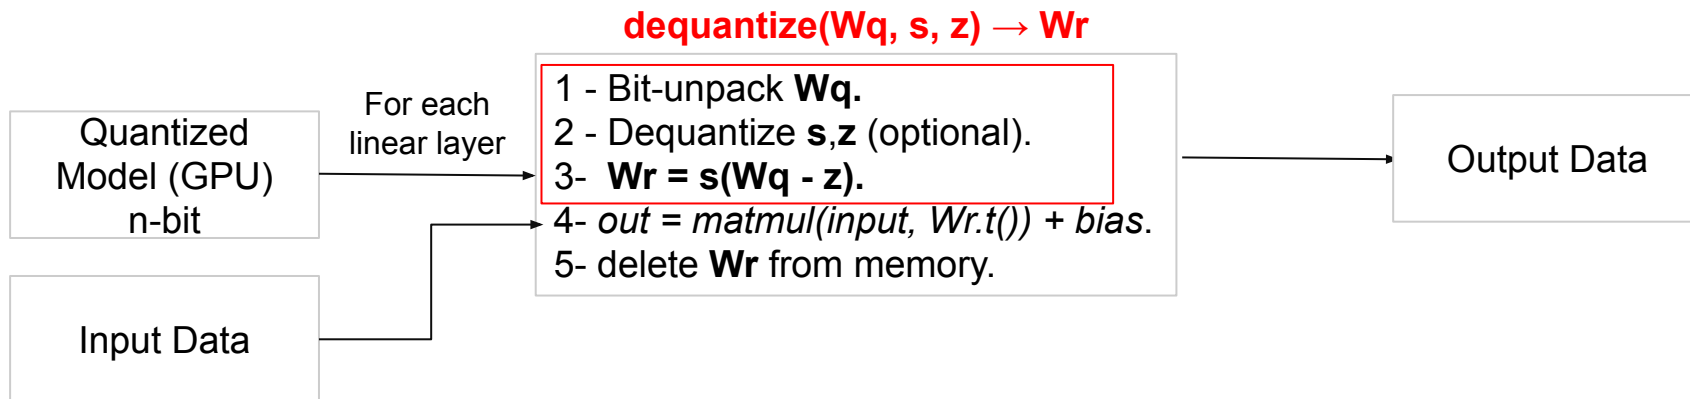 dequantize(Wq, s, z) → Wr
For each
linear layer
Quantized
Model (GPU)
n-bit
Input Data
1 - Bit-unpack Wq.
2 - Dequantize s,z (optional).
3-  Wr = s(Wq - z).
4- out = matmul(input, Wr.t()) + bias.
5- delete Wr from memory.
Output Data